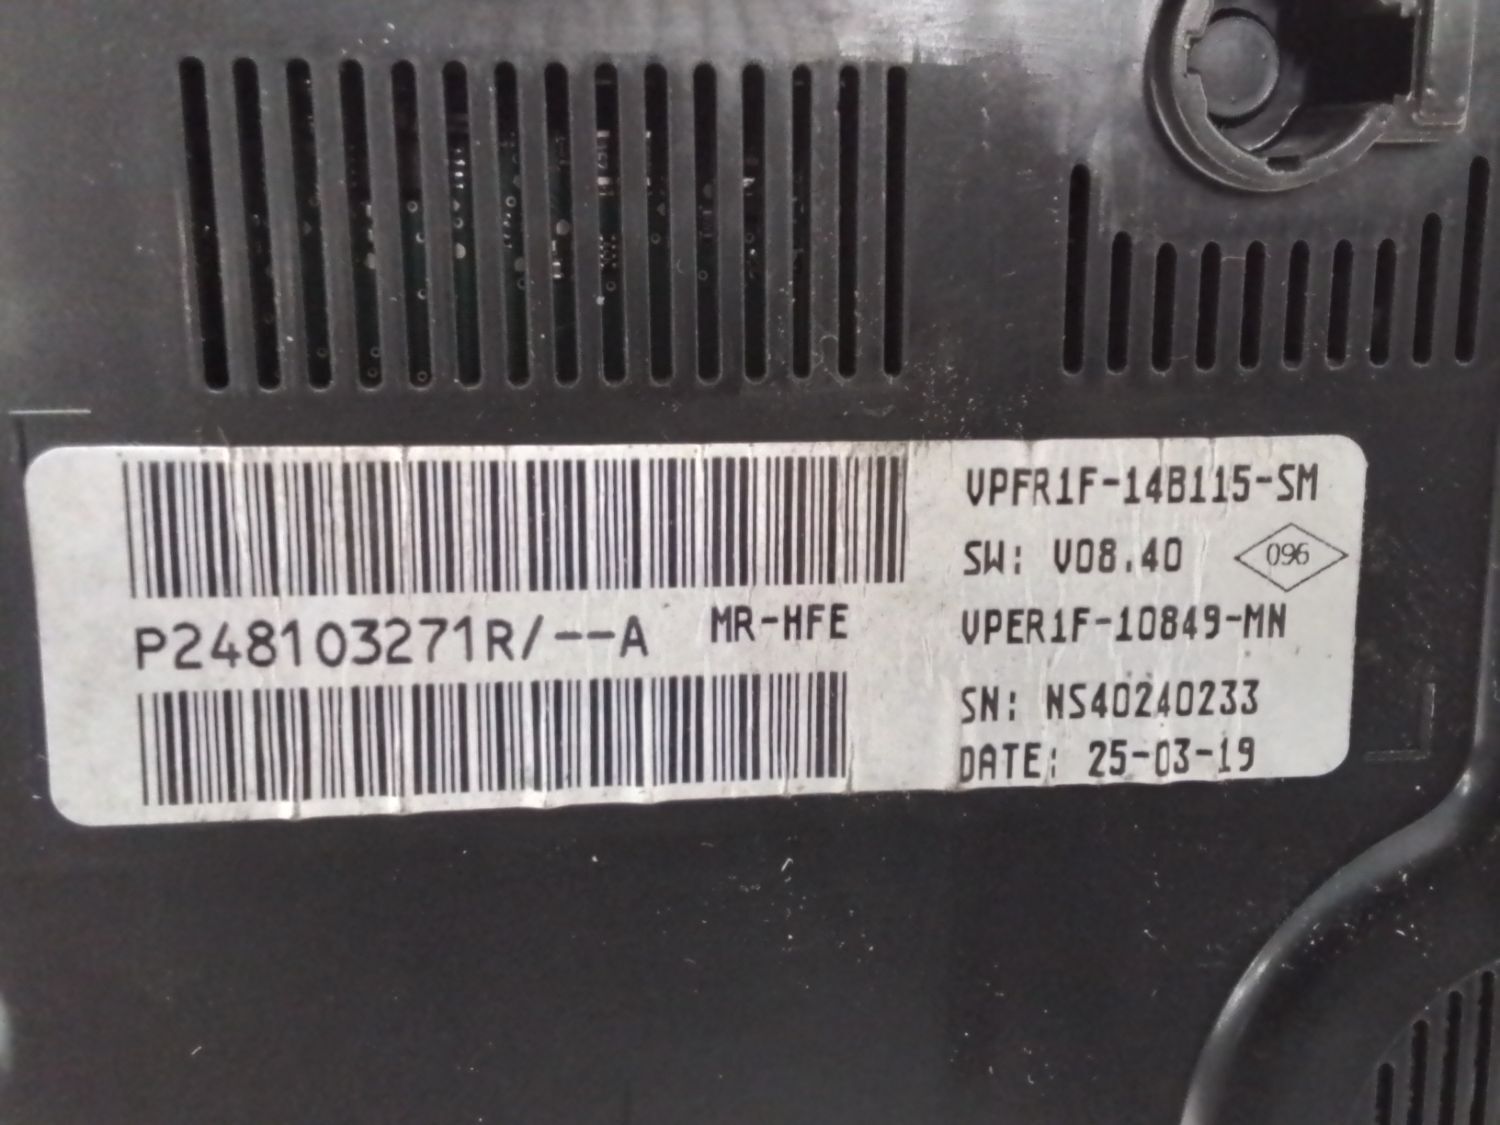 VPFR1F-14B115-SM
SW: V08.40
096
P248103271R/--A
MR-HFE
VPER1F-10849-MN
SN: NS40240233
DATE: 25-03-19